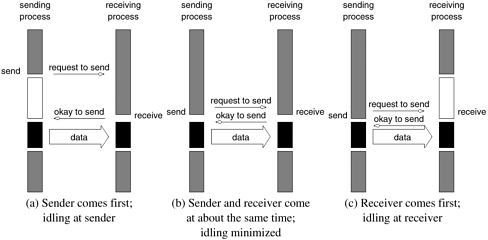 sending
process
receiving
process
send
request to send
okay to send
receive
data
(a) Sender comes first;
idling at sender
sending
process
receiving
process
send
request to send
okay to send
receive
data
(b) Sender and receiver come
at about the same time;
idling minimized
sending
process
receiving
process
send
request to send
okay to send
receive
data
(c) Receiver comes first;
idling at receiver